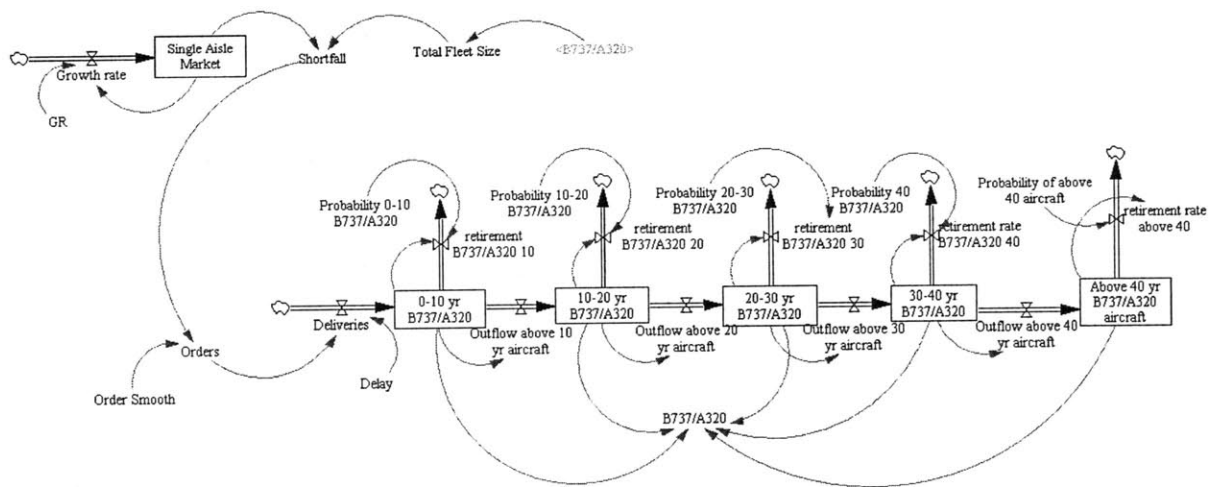 Single Aisle
Market
Growth rate
GR
Shortfall
Total Fleet Size
<B737/A320>
Probability 0-10
B737/A320
retirement
B737/A320 10
Probability 10-20
B737/A320
retirement
B737/A320 20
Probability 20-30
B737/A320
retirement
B737/A320 30
Probability 40
B737/A320
retirement rate
B737/A320 40
Probability of above
40 aircraft
retirement rate
above 40
Deliveries
0-10 yr
B737/A320
Outflow above 10
yr aircraft
10-20 yr
B737/A320
Outflow above 20
yr aircraft
20-30 yr
B737/A320
Outflow above 30
yr aircraft
30-40 yr
B737/A320
Outflow above 40
yr aircraft
Above 40 yr
B737/A320
aircraft
Orders
Order Smooth
Delay
B737/A320